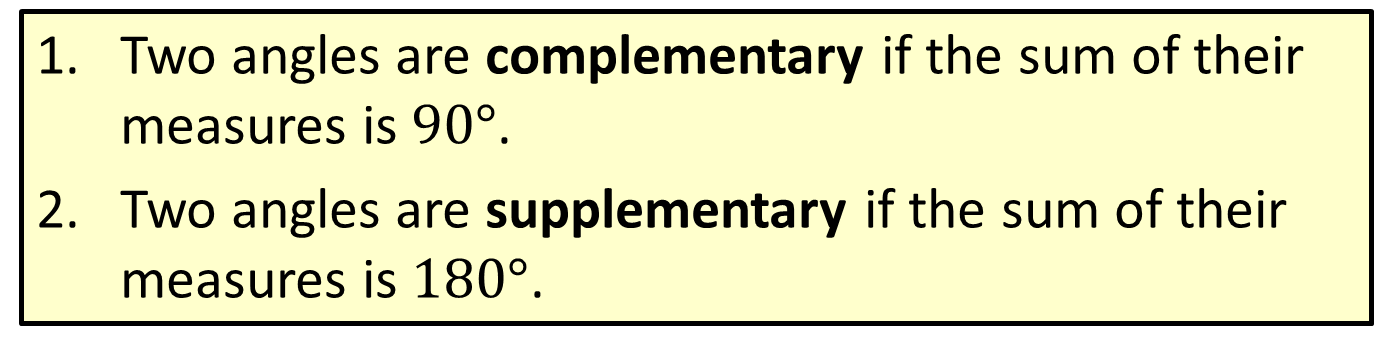 1. Two angles are complementary if the sum of their
measures is 90°.
2. Two angles are supplementary if the sum of their
measures is 180°.